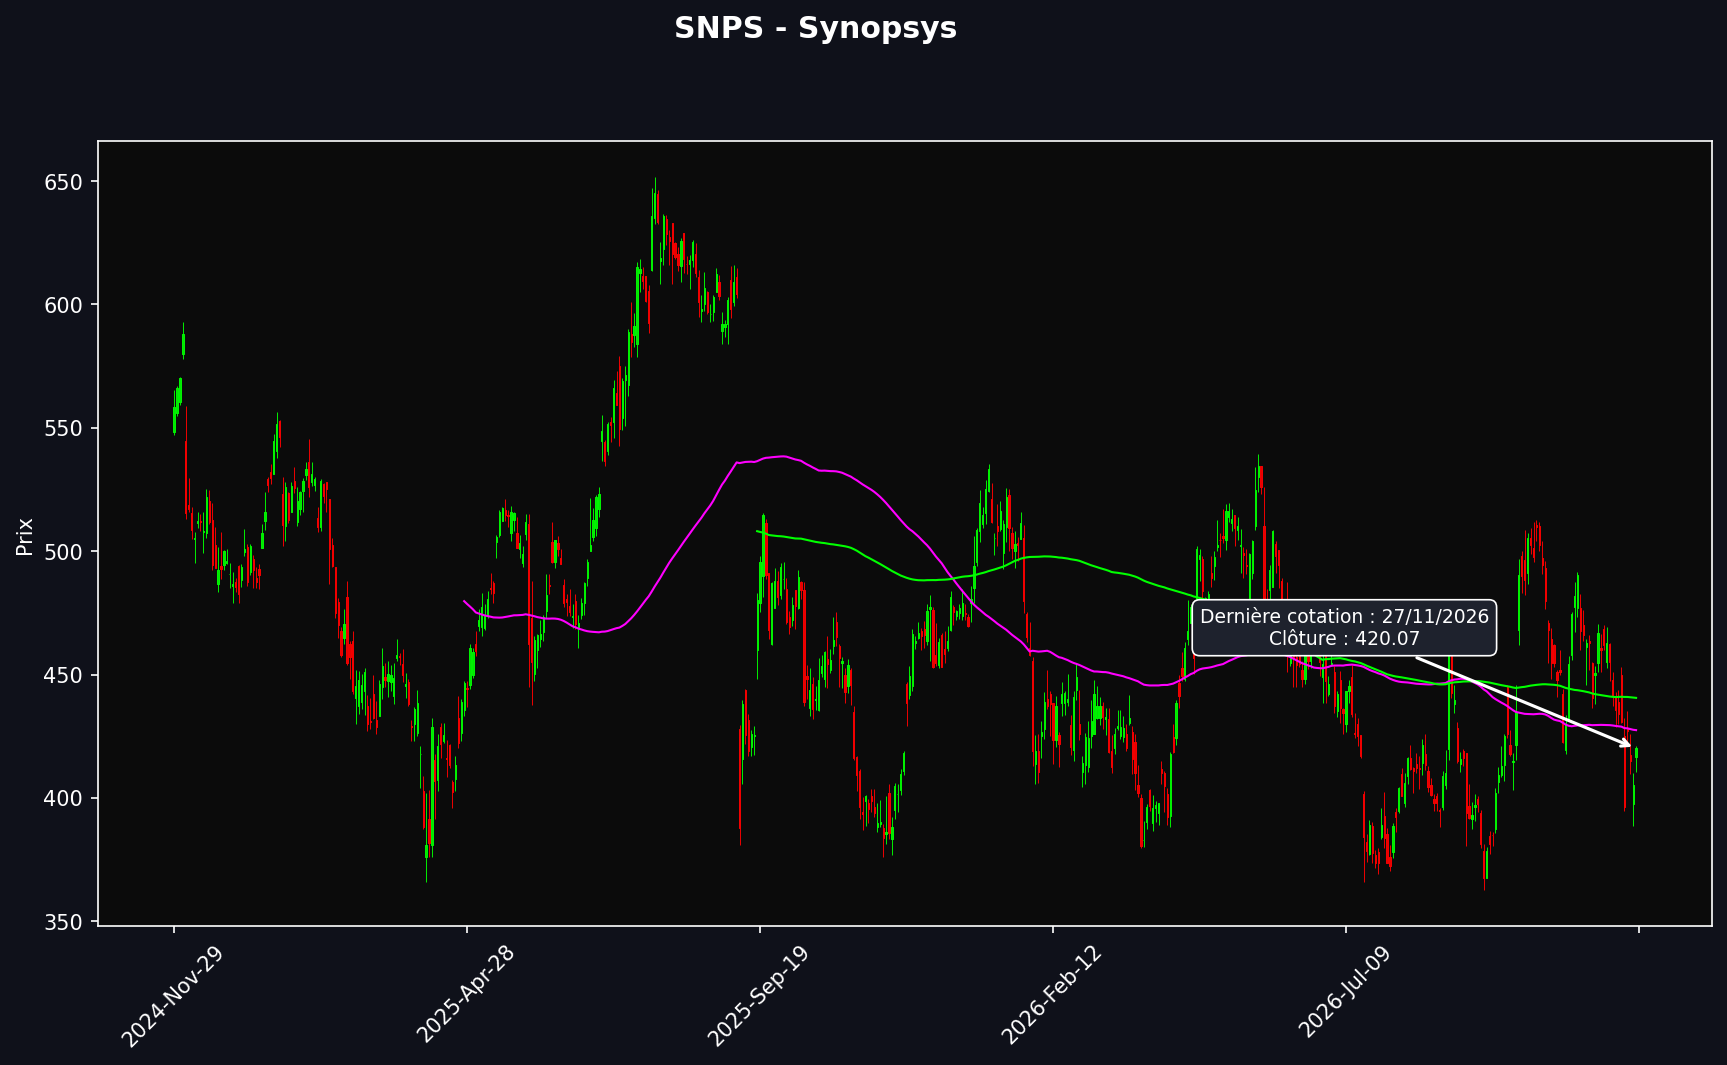 SNPS - Synopsys
Prix
650
600
550
500
450
400
350
Dernière cotation : 27/11/2026
Clôture : 420.07
2024-Nov-29
2025-Apr-28
2025-Sep-19
2026-Feb-12
2026-Jul-09